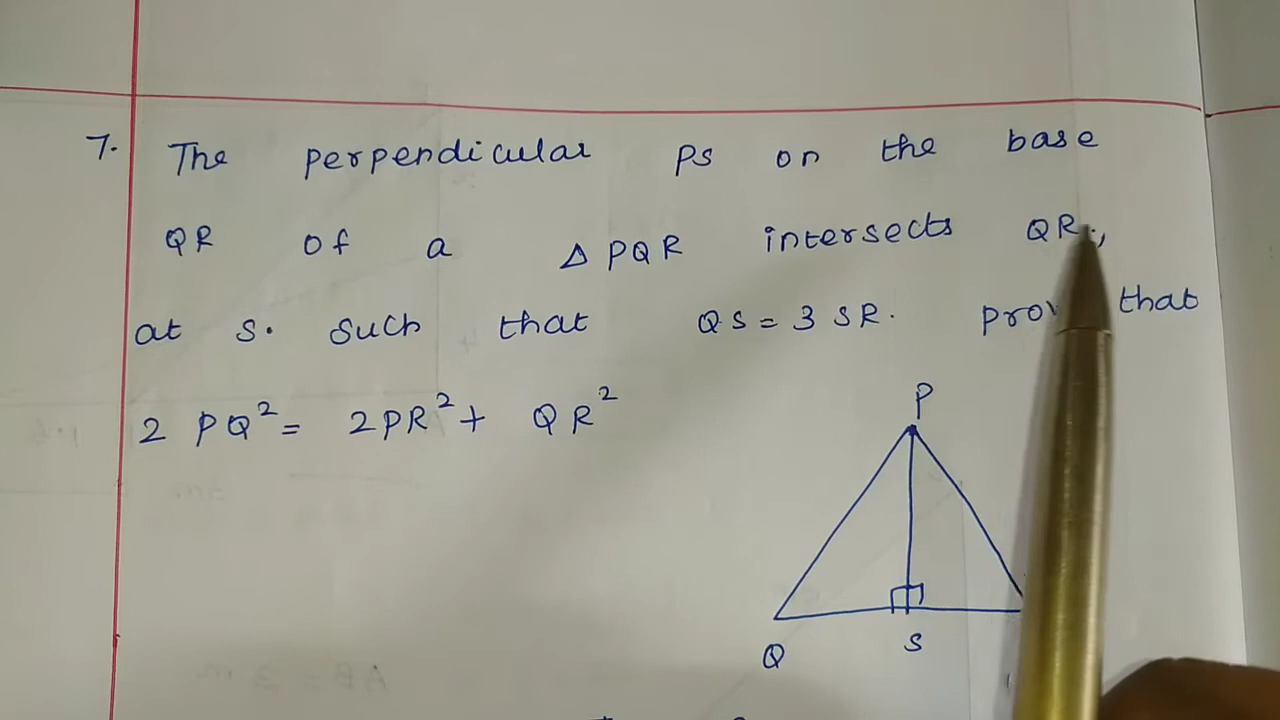 7. The perpendicular PS on the base
QR of a Δ PQR intersects QR.,
at S. such that QS = 3 SR. that
2 PQ² = 2PR² + QR²
P
Q S